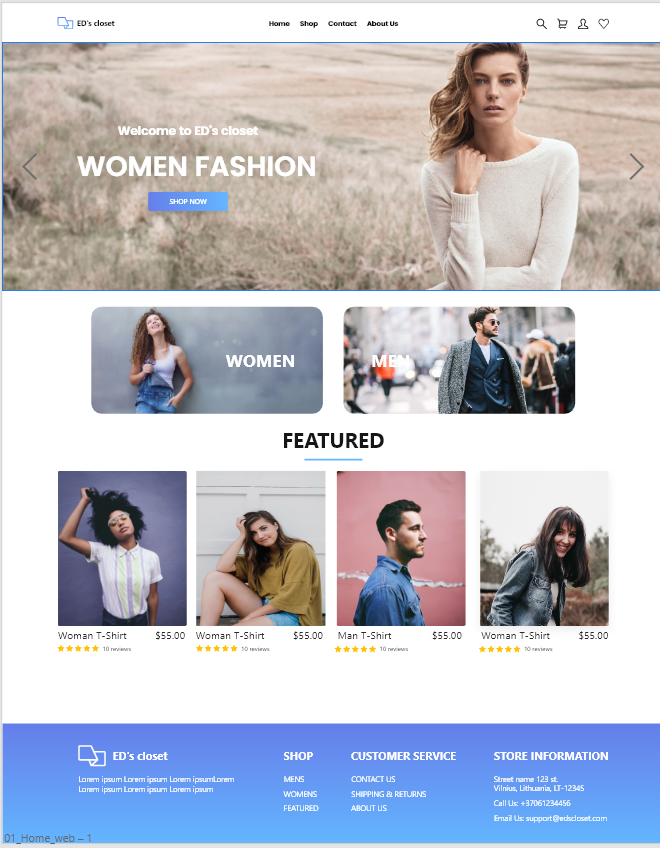 ED's closet
Home Shop Contact About Us
Welcome to ED's closet
WOMEN FASHION
SHOP NOW
WOMEN
MEN
FEATURED
Woman T-Shirt $55.00
10 reviews
Woman T-Shirt $55.00
10 reviews
Man T-Shirt $55.00
10 reviews
Woman T-Shirt $55.00
10 reviews
ED's closet
Lorem ipsum Lorem ipsum Lorem ipsumLorem
Lorem ipsum Lorem ipsum Lorem ipsum
SHOP
MENS
WOMENS
FEATURED
CUSTOMER SERVICE
CONTACT US
SHIPPING & RETURNS
ABOUT US
STORE INFORMATION
Street name 123 st.
Vilnius, Lithuania, LT-12345
Call Us: +37061234456
Email Us: support@edscloset.com
01_Home_web – 1